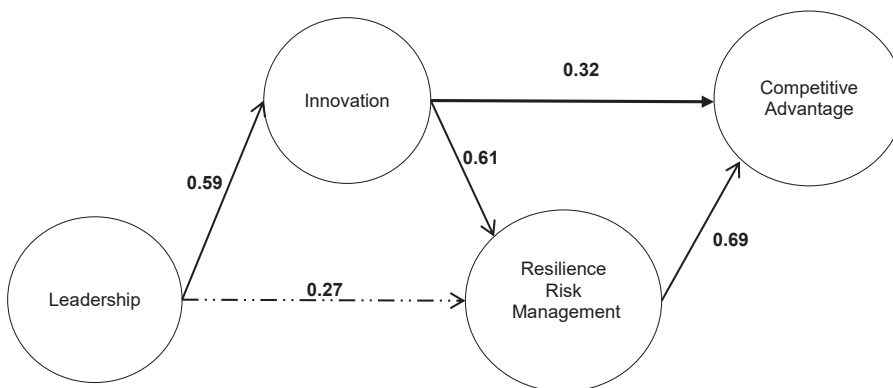 0.32
Competitive
Advantage
Innovation
0.61
0.59
0.69
Resilience
Risk
Management
0.27
Leadership